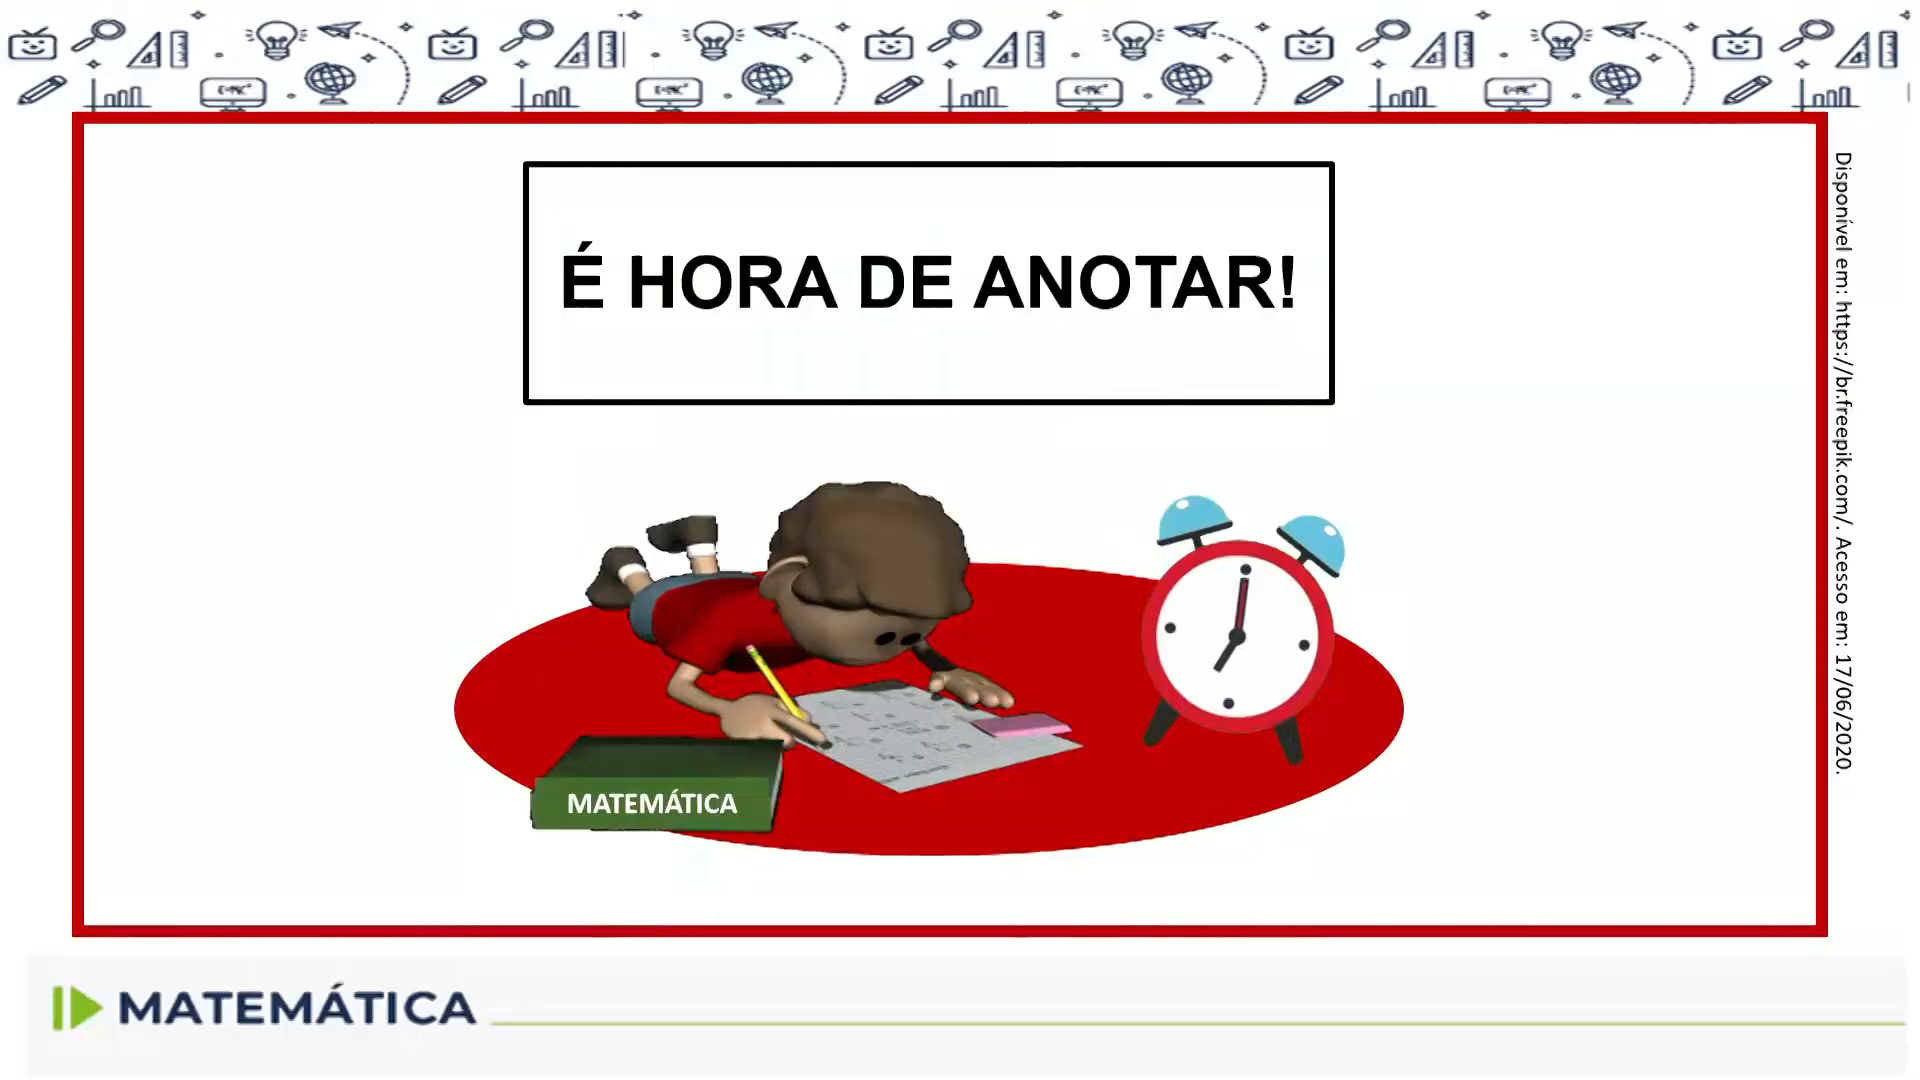 É HORA DE ANOTAR!
Disponível em: https://br.freepik.com/. Acesso em: 17/06/2020.
MATEMÁTICA
MATEMÁTICA